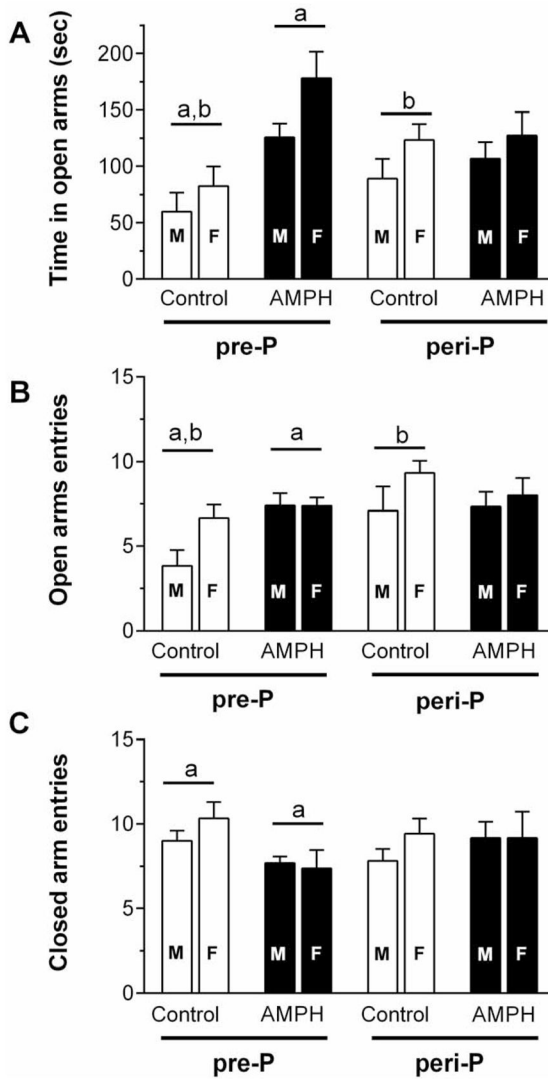 A
Time in open arms (sec)
200
150
100
50
0
a,b
a
b
M F M F M F M F
Control AMPH Control AMPH
pre-P peri-P
B
Open arms entries
15
10
5
0
a,b
a
b
M F M F M F M F
Control AMPH Control AMPH
pre-P peri-P
C
Closed arm entries
15
10
5
0
a
a
M F M F M F M F
Control AMPH Control AMPH
pre-P peri-P